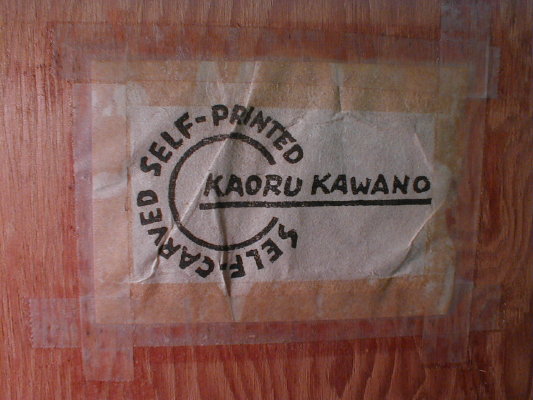 SELF-CARVED SELF-PRINTED
KAORU KAWANO